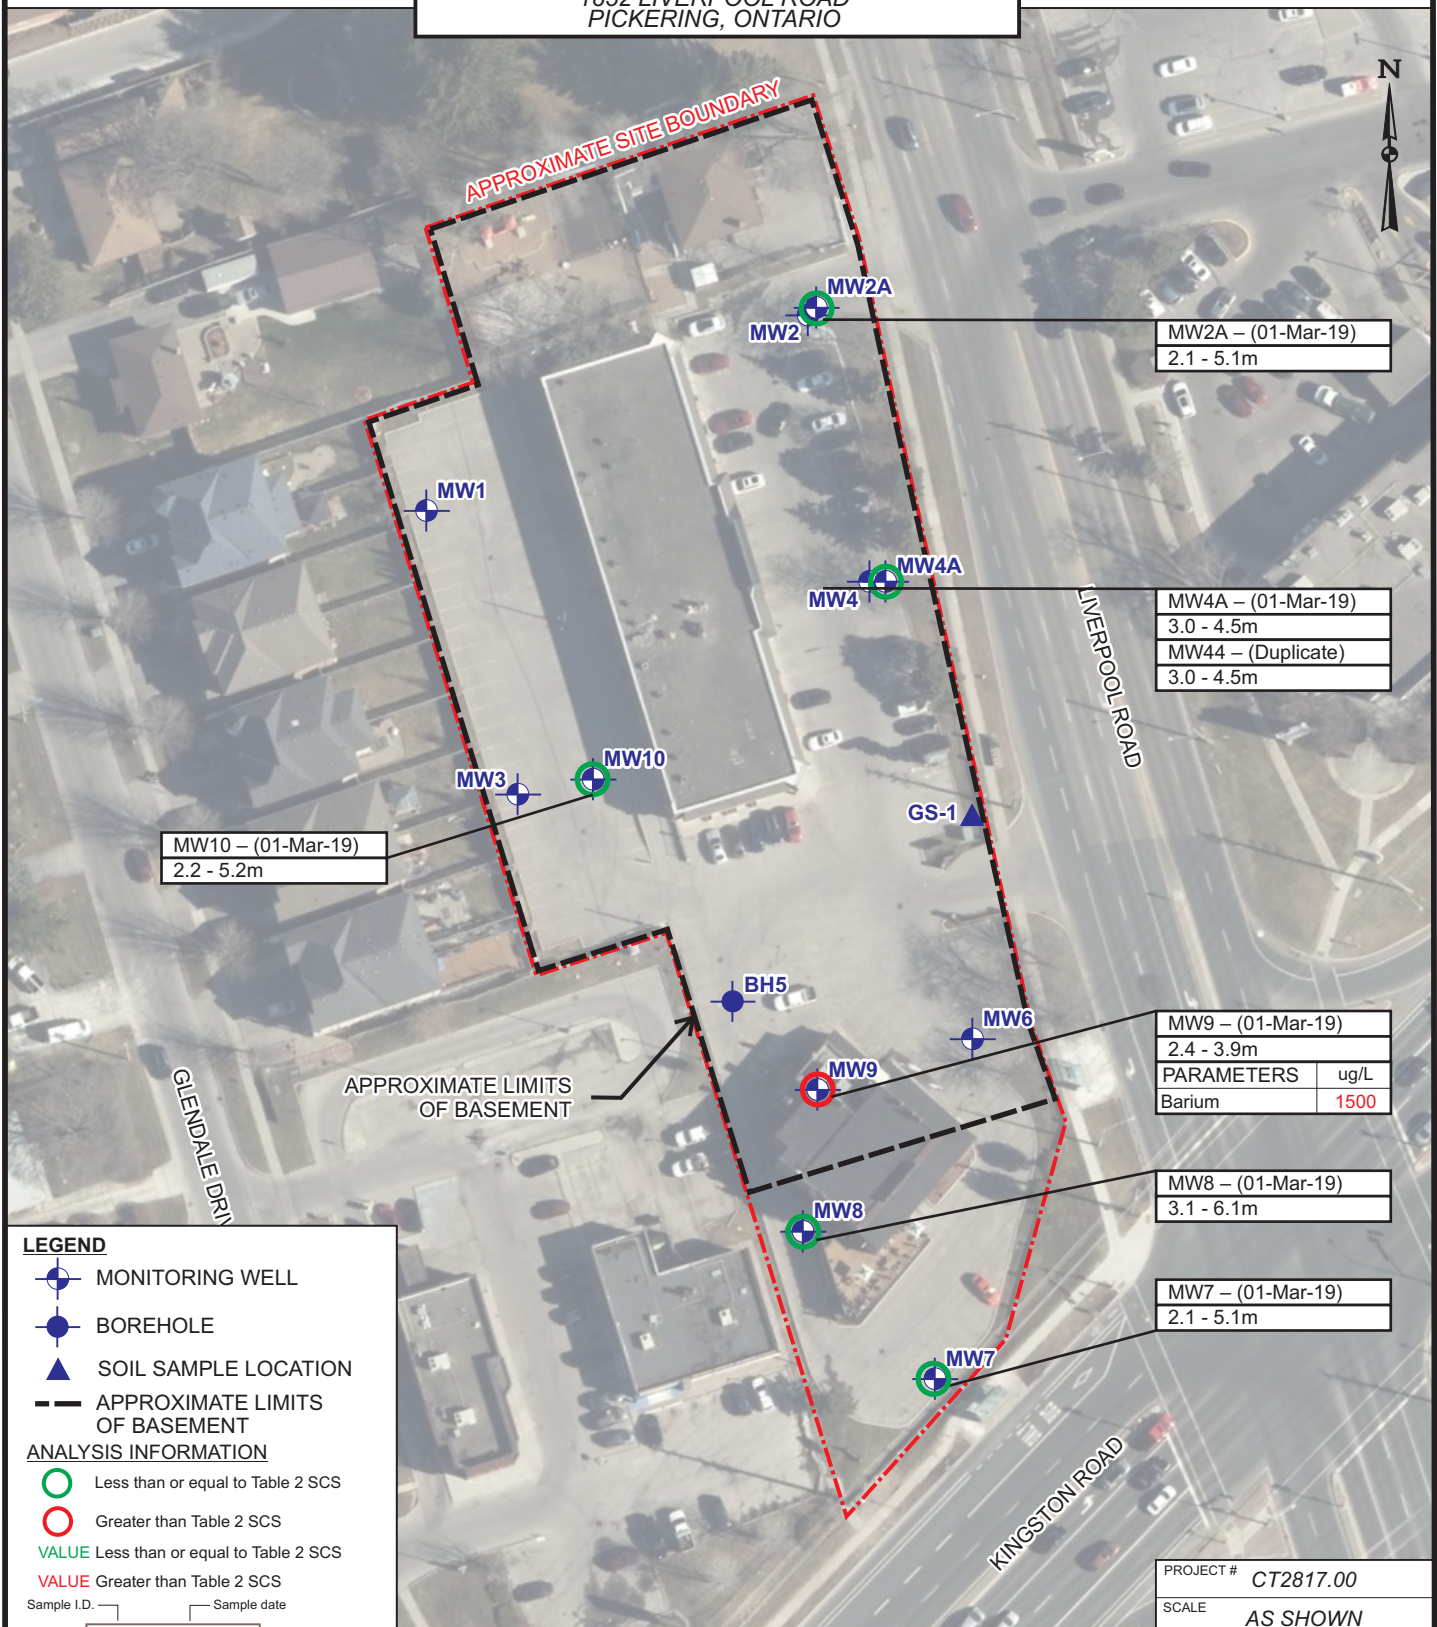 PICKERING, ONTARIO
N
APPROXIMATE SITE BOUNDARY
MW2A
MW2
MW2A – (01-Mar-19)
2.1 - 5.1m
MW1
MW4A
MW4
MW4A – (01-Mar-19)
3.0 - 4.5m
MW44 – (Duplicate)
3.0 - 4.5m
LIVERPOOL ROAD
MW10
MW3
GS-1
MW10 – (01-Mar-19)
2.2 - 5.2m
BH5
MW6
MW9 – (01-Mar-19)
2.4 - 3.9m
PARAMETERS ug/L
Barium 1500
MW9
APPROXIMATE LIMITS
OF BASEMENT
GLENDALE
MW8 – (01-Mar-19)
3.1 - 6.1m
MW8
MW7 – (01-Mar-19)
2.1 - 5.1m
MW7
KINGSTON ROAD
LEGEND
MONITORING WELL
BOREHOLE
SOIL SAMPLE LOCATION
APPROXIMATE LIMITS
OF BASEMENT
ANALYSIS INFORMATION
Less than or equal to Table 2 SCS
Greater than Table 2 SCS
VALUE Less than or equal to Table 2 SCS
VALUE Greater than Table 2 SCS
Sample I.D. Sample date
PROJECT # CT2817.00
SCALE AS SHOWN